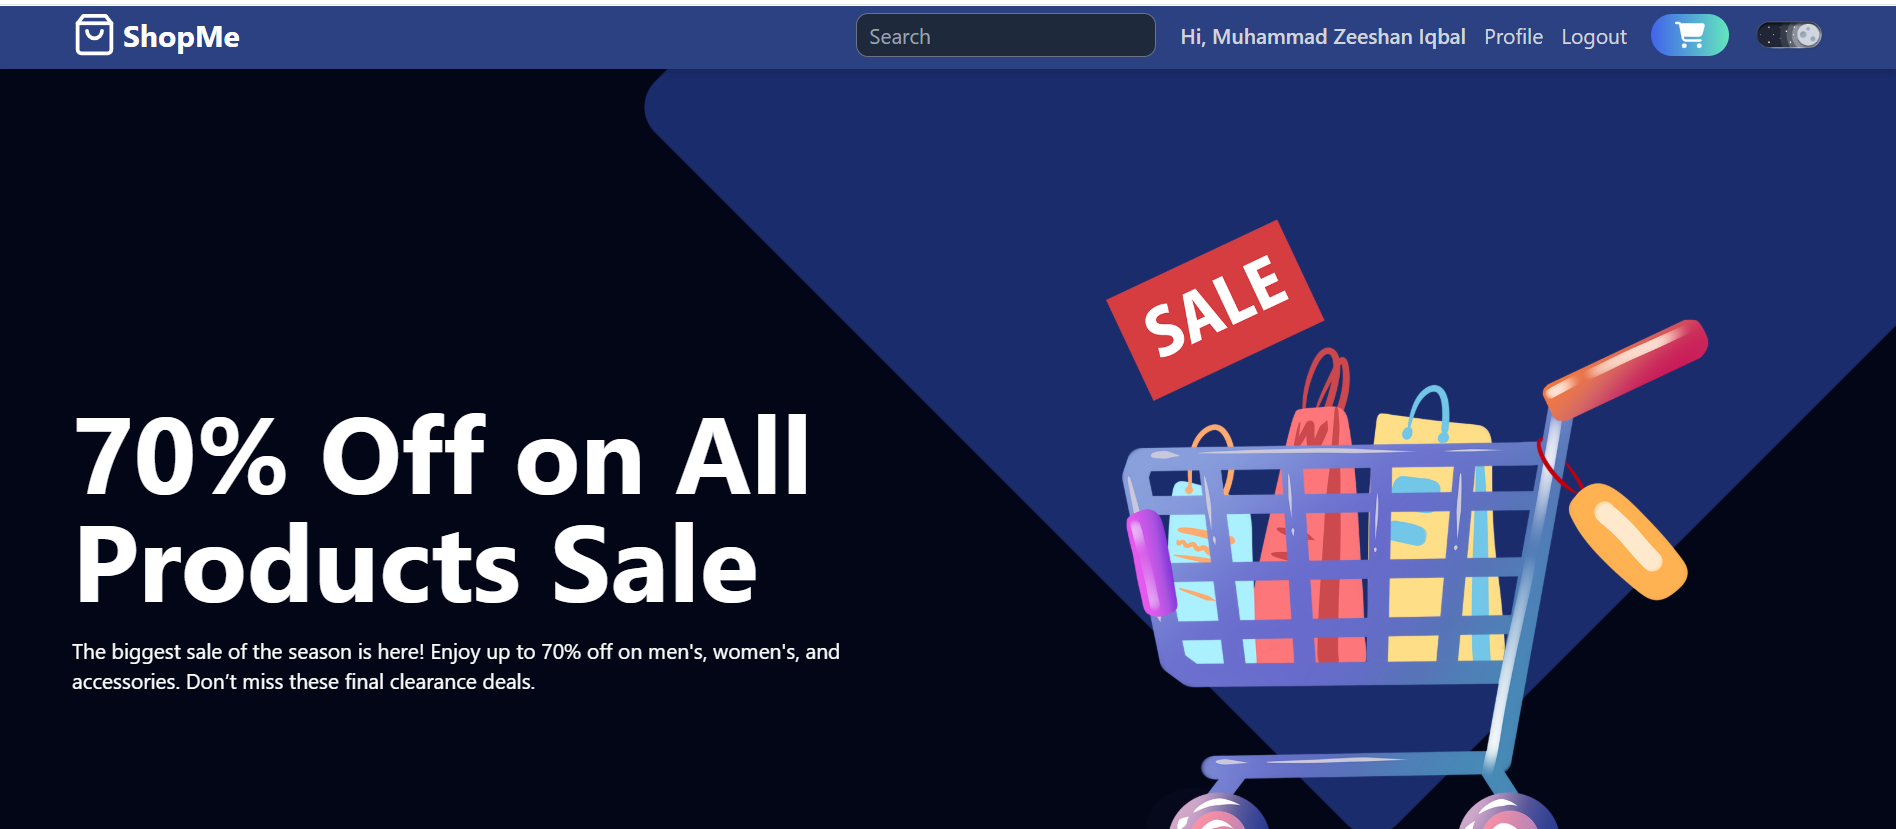 ShopMe
Search
Hi, Muhammad Zeeshan Iqbal
Profile
Logout
SALE
70% Off on All
Products Sale
The biggest sale of the season is here! Enjoy up to 70% off on men's, women's, and
accessories. Don’t miss these final clearance deals.